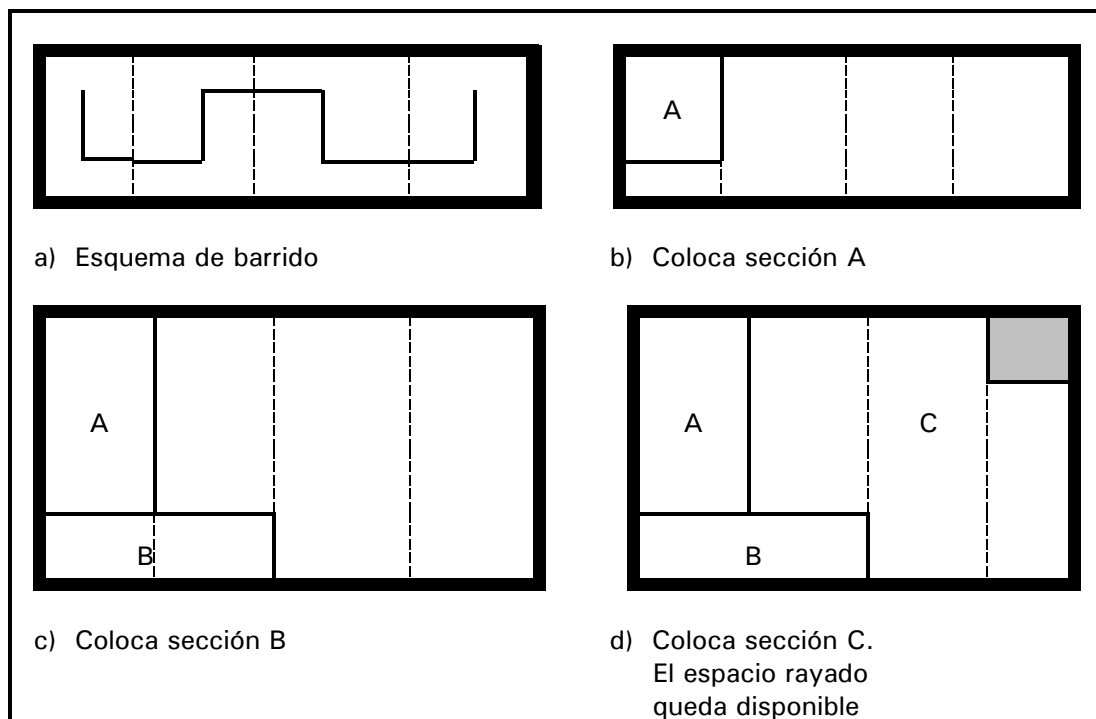 A
a) Esquema de barrido
b) Coloca sección A
A
B
A
C
B
c) Coloca sección B
d) Coloca sección C.
El espacio rayado
queda disponible